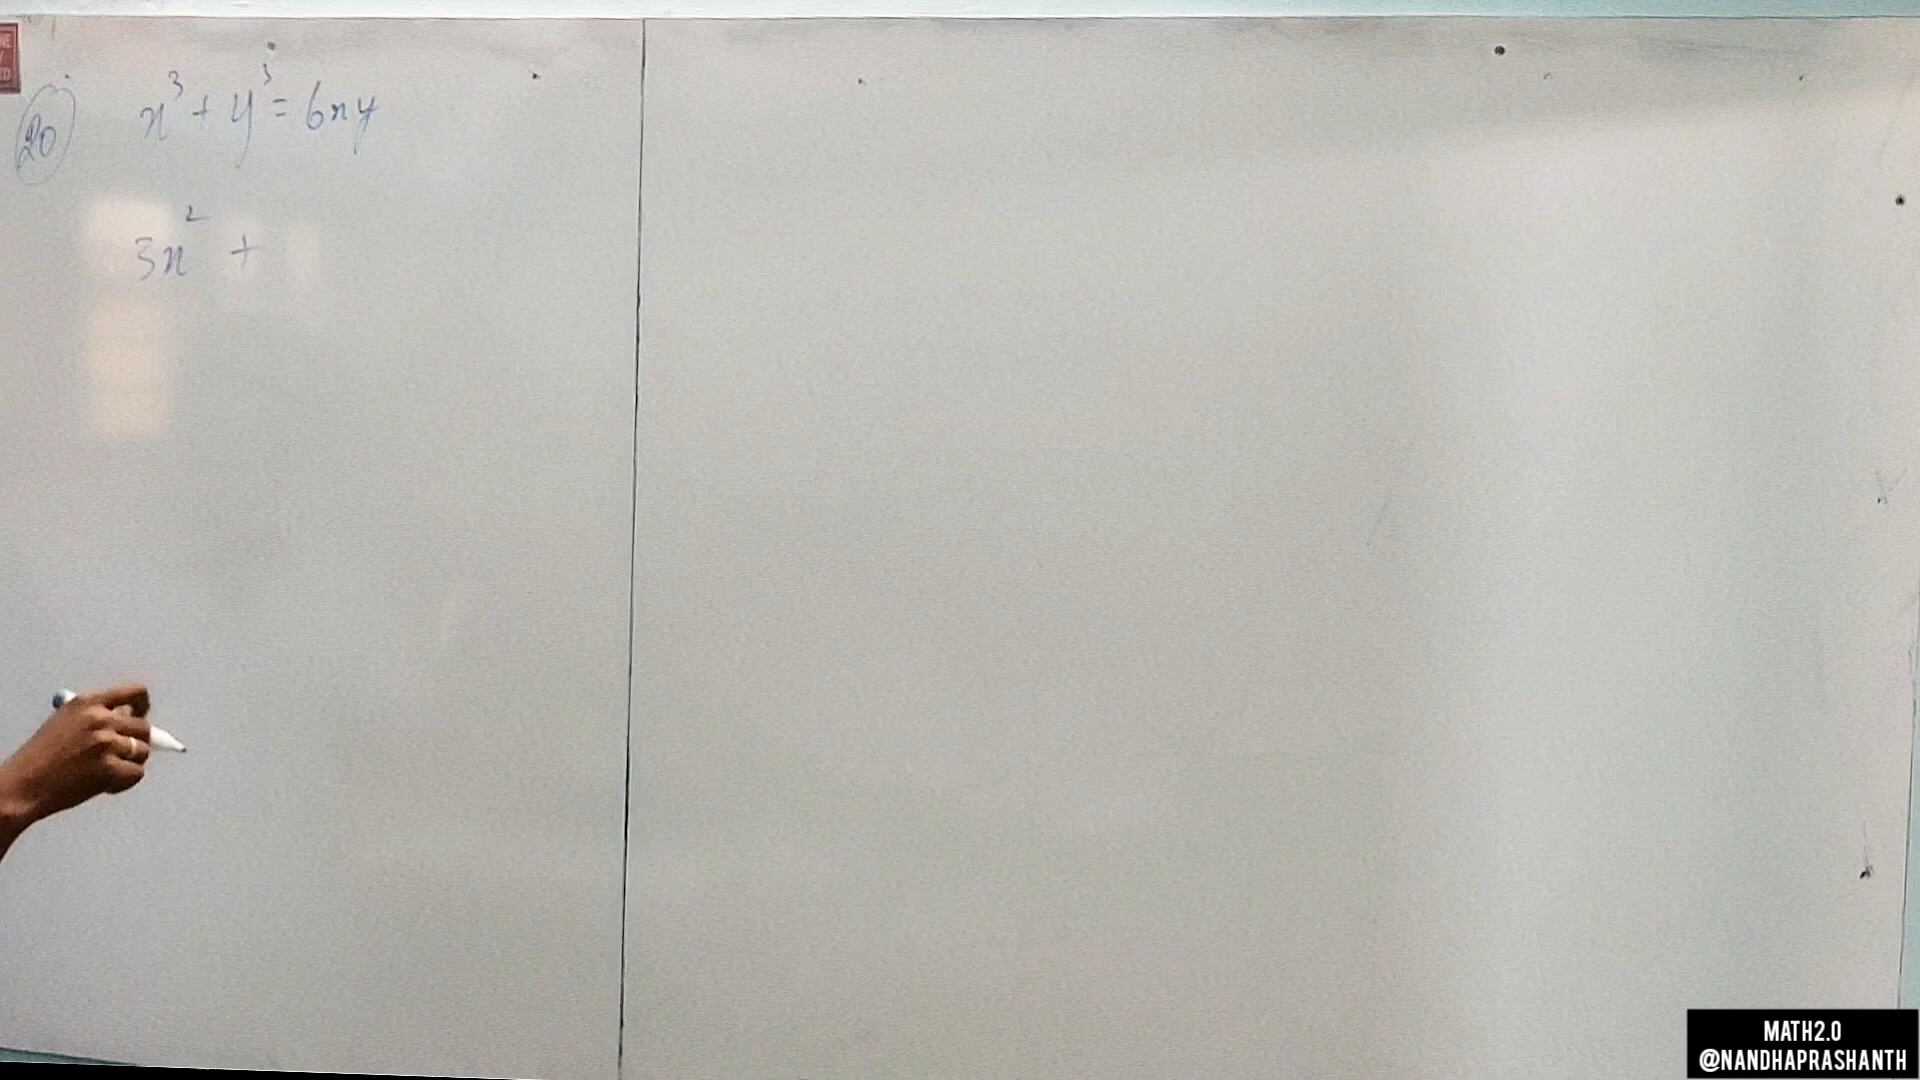 20) x³ + y³ = 6xy
3x² +
MATH2.0
@NANDHAPRASHANTH